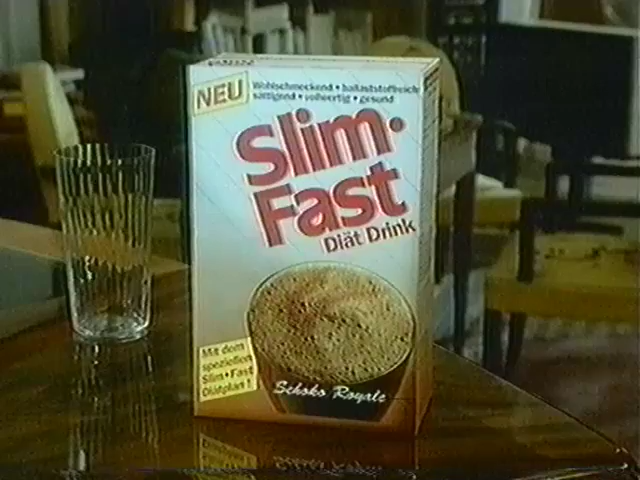 NEU
Wohlschmeckend • ballaststoffreich
sättigend • vollwertig • gesund
Slim•
Fast
Diät Drink
Mit dem
speziellen
Slim•Fast
Diätplan!
Schoko Royale